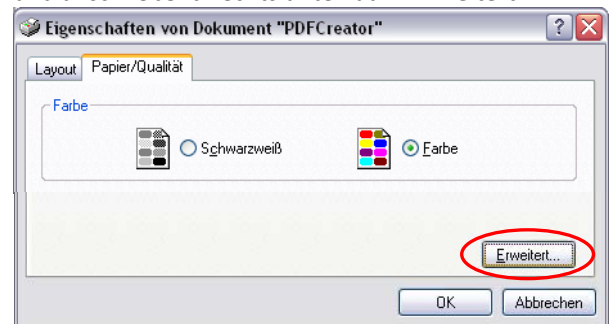 Eigenschaften von Dokument "PDFCreator"
Layout Papier/Qualität
Farbe
Schwarzweiß Farbe
Erweitert...
OK Abbrechen